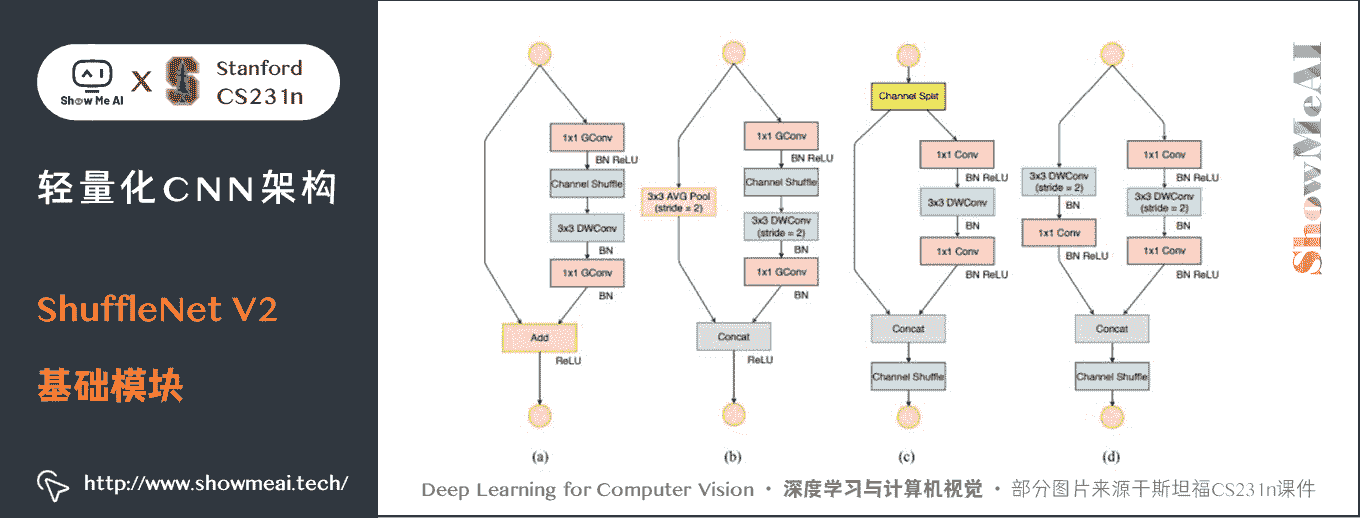 Show Me AI
X
Stanford
CS231n
轻量化CNN架构
ShuffleNet V2
基础模块
http://www.showmeai.tech/
1x1 GConv
BN ReLU
Channel Shuffle
3x3 DWConv
BN
1x1 GConv
BN
Add
ReLU
(a)
3x3 AVG Pool
(stride = 2)
1x1 GConv
BN ReLU
Channel Shuffle
3x3 DWConv
(stride = 2)
BN
1x1 GConv
BN
Concat
ReLU
(b)
Channel Split
1x1 Conv
BN ReLU
3x3 DWConv
BN
1x1 Conv
BN ReLU
Concat
Channel Shuffle
(c)
3x3 DWConv
(stride = 2)
BN
1x1 Conv
BN ReLU
1x1 Conv
BN ReLU
3x3 DWConv
(stride = 2)
BN
1x1 Conv
BN ReLU
Concat
Channel Shuffle
(d)
ShowMeAI
Deep Learning for Computer Vision · 深度学习与计算机视觉 · 部分图片来源于斯坦福CS231n课件